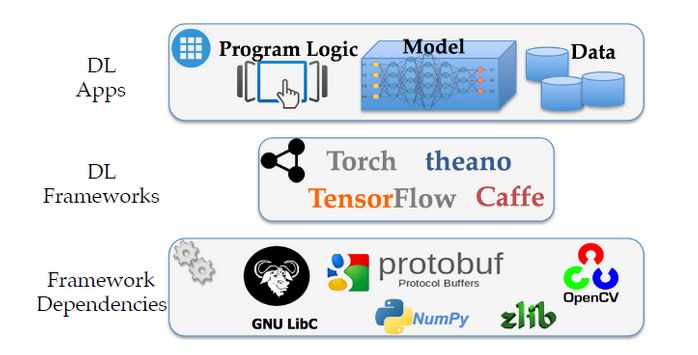 DL
Apps
Program Logic
Model
Data
DL
Frameworks
Torch
theano
TensorFlow
Caffe
Framework
Dependencies
GNU LibC
protobuf
Protocol Buffers
NumPy
zlib
OpenCV